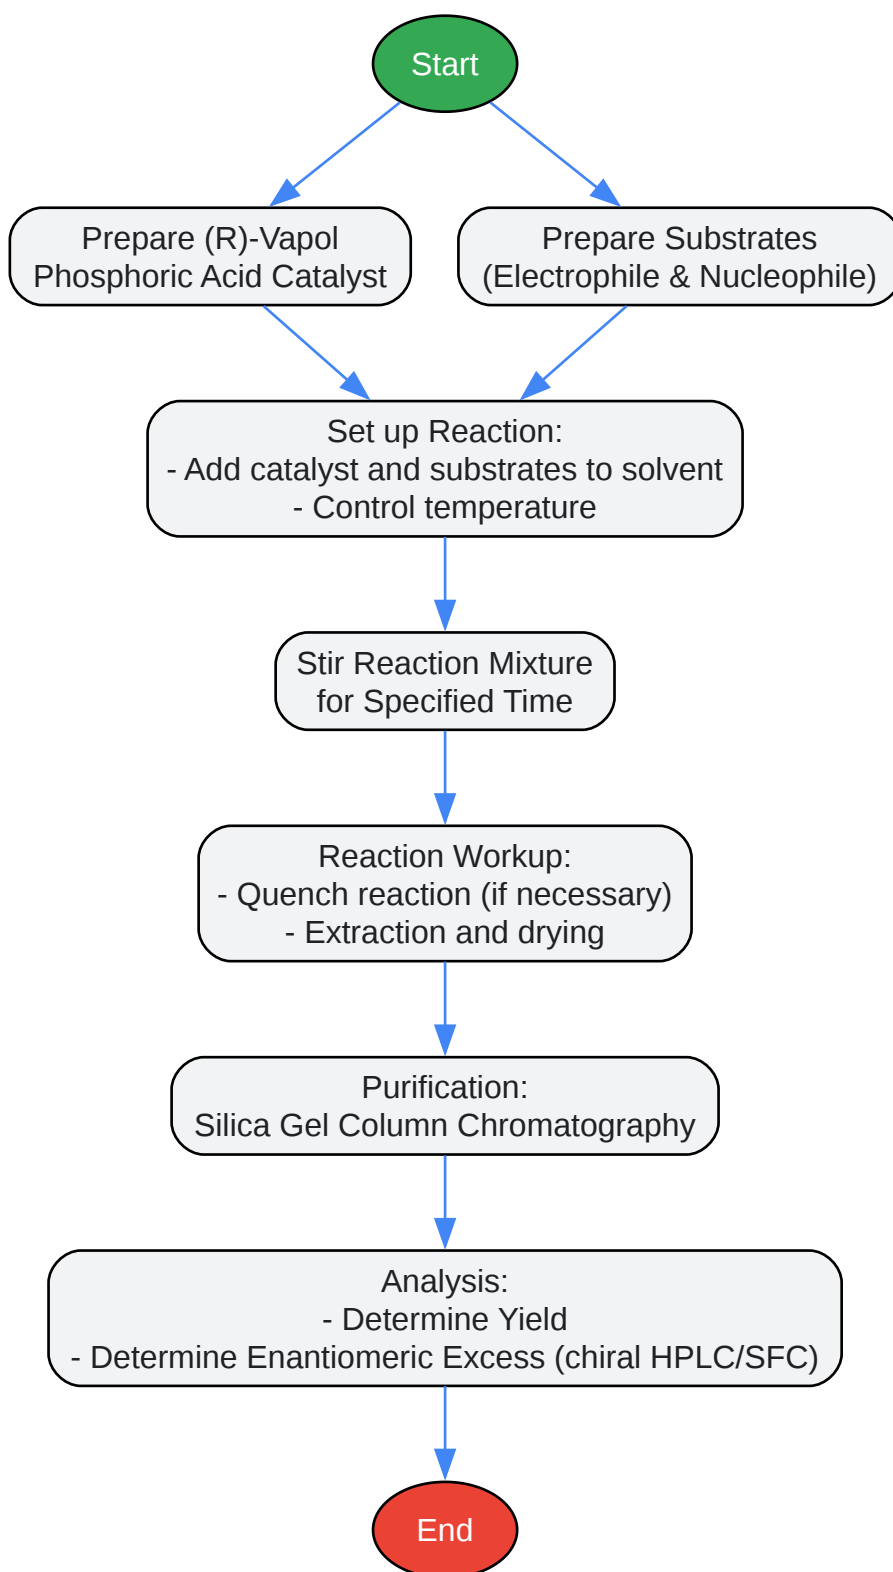 Start
Prepare (R)-Vapol
Phosphoric Acid Catalyst
Prepare Substrates
(Electrophile & Nucleophile)
Set up Reaction:
- Add catalyst and substrates to solvent
- Control temperature
Stir Reaction Mixture
for Specified Time
Reaction Workup:
- Quench reaction (if necessary)
- Extraction and drying
Purification:
Silica Gel Column Chromatography
Analysis:
- Determine Yield
- Determine Enantiomeric Excess (chiral HPLC/SFC)
End